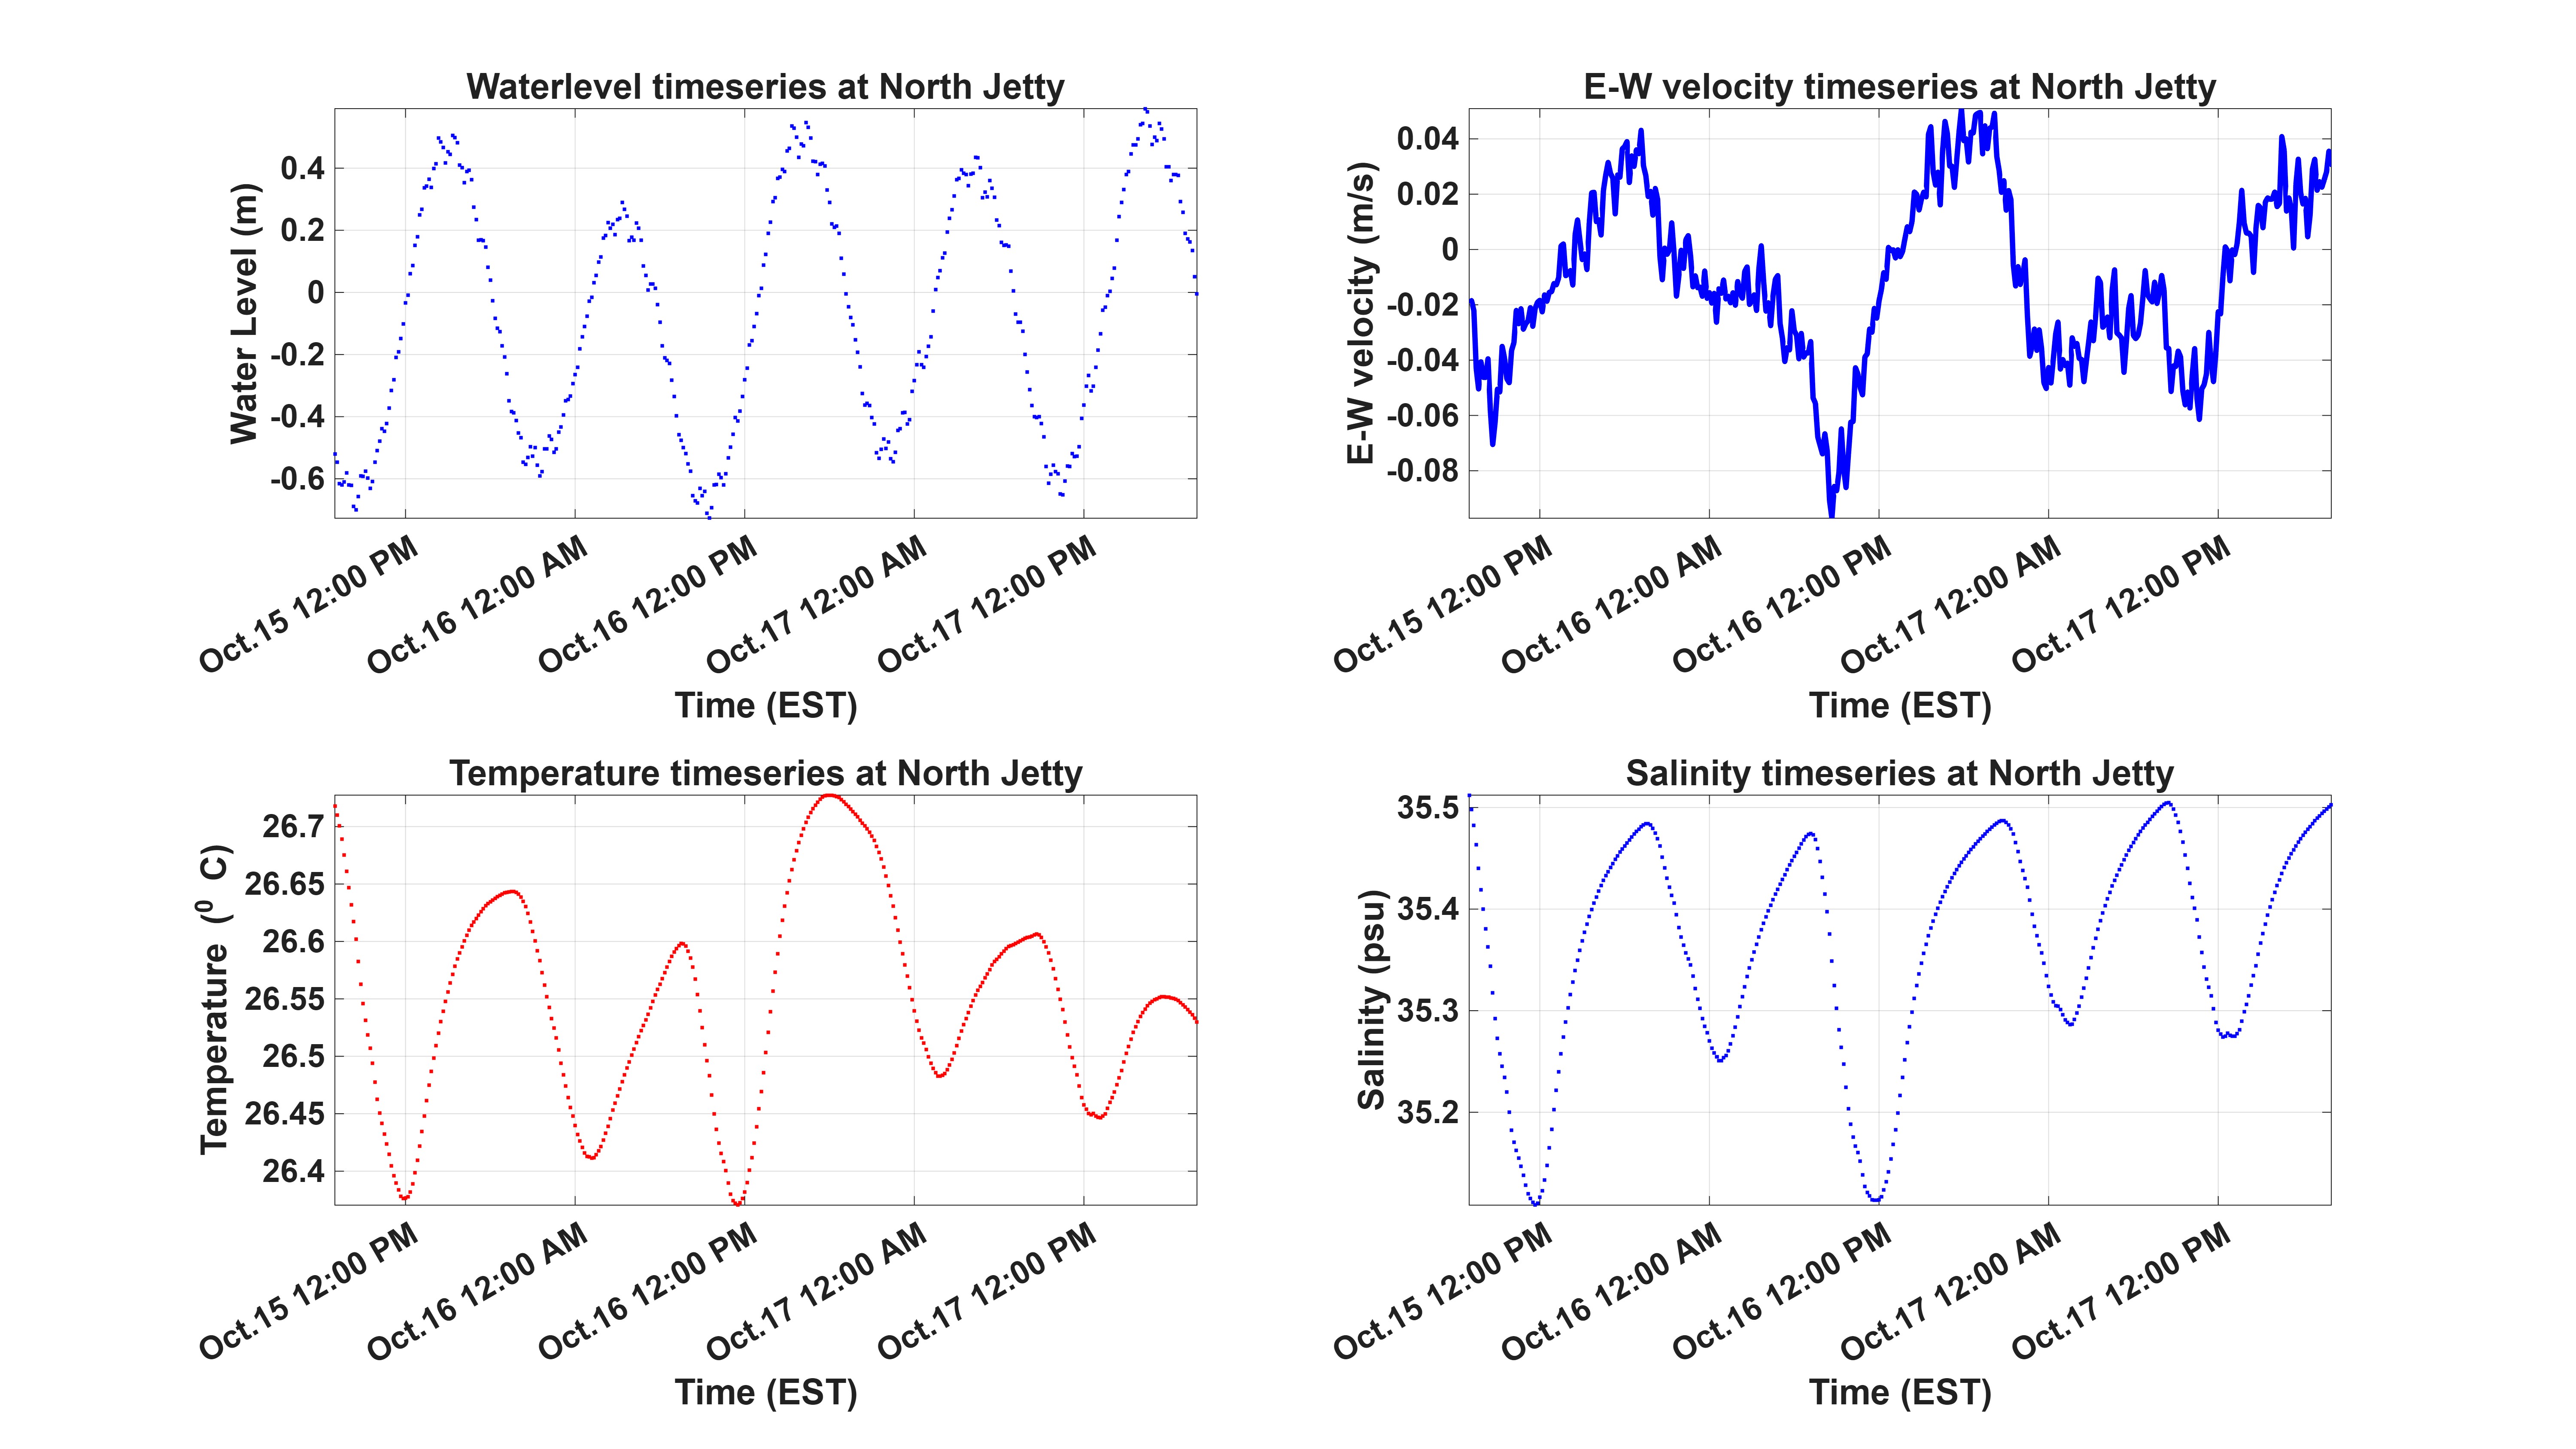 Waterlevel timeseries at North Jetty
Water Level (m)
0.4
0.2
0
-0.2
-0.4
-0.6
Oct.15 12:00 PM
Oct.16 12:00 AM
Oct.16 12:00 PM
Oct.17 12:00 AM
Oct.17 12:00 PM
Time (EST)
E-W velocity timeseries at North Jetty
E-W velocity (m/s)
0.04
0.02
0
-0.02
-0.04
-0.06
-0.08
Oct.15 12:00 PM
Oct.16 12:00 AM
Oct.16 12:00 PM
Oct.17 12:00 AM
Oct.17 12:00 PM
Time (EST)
Temperature timeseries at North Jetty
Temperature (⁰ C)
26.7
26.65
26.6
26.55
26.5
26.45
26.4
Oct.15 12:00 PM
Oct.16 12:00 AM
Oct.16 12:00 PM
Oct.17 12:00 AM
Oct.17 12:00 PM
Time (EST)
Salinity timeseries at North Jetty
Salinity (psu)
35.5
35.4
35.3
35.2
Oct.15 12:00 PM
Oct.16 12:00 AM
Oct.16 12:00 PM
Oct.17 12:00 AM
Oct.17 12:00 PM
Time (EST)